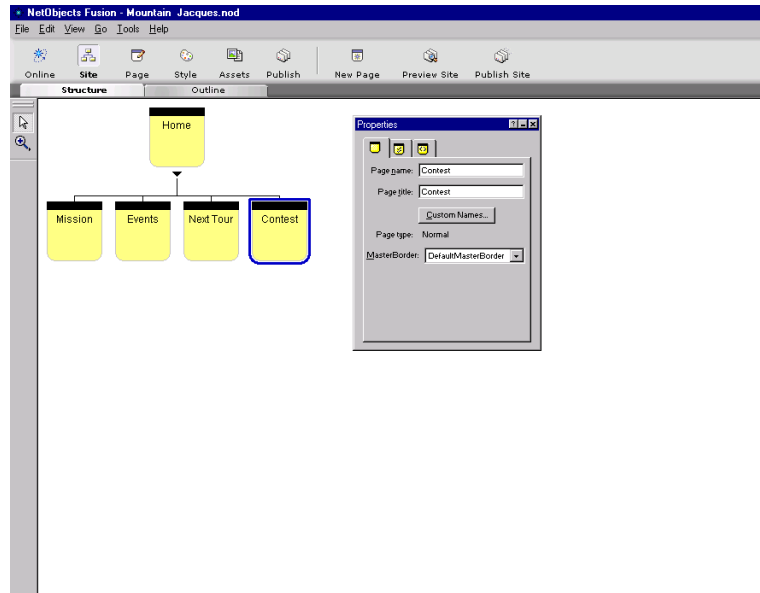 NetObjects Fusion - Mountain Jacques.nod
File Edit View Go Tools Help
Online Site Page Style Assets Publish New Page Preview Site Publish Site
Structure Outline
Home
Mission Events Next Tour Contest
Properties
Page name: Contest
Page title: Contest
Custom Names...
Page type: Normal
MasterBorder: DefaultMasterBorder